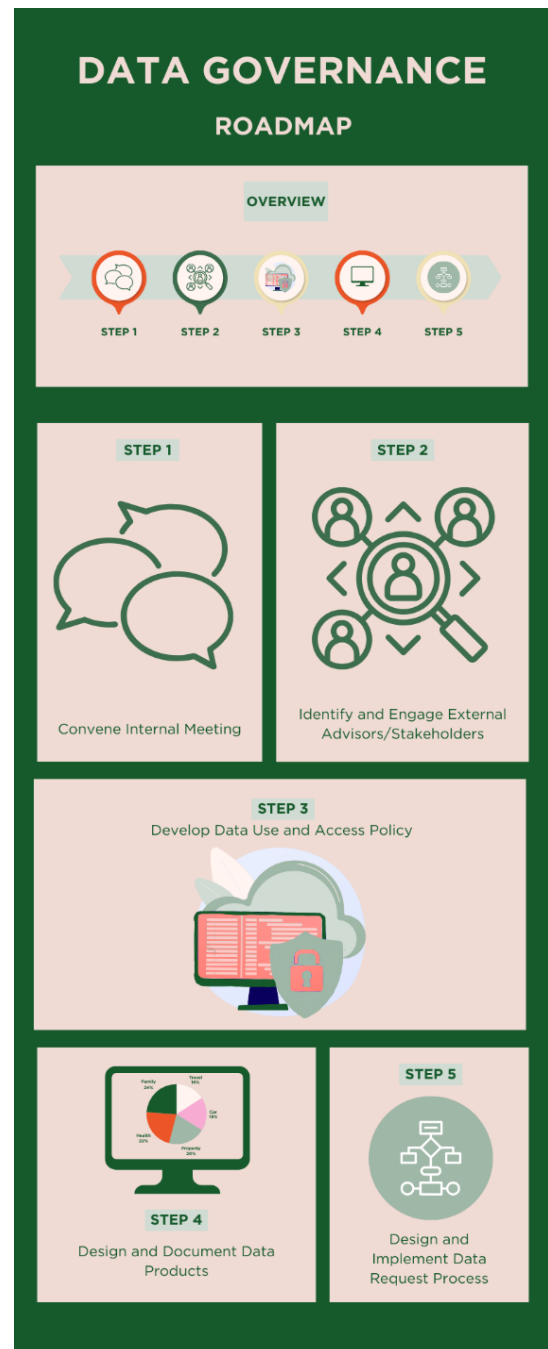 DATA GOVERNANCE
ROADMAP
OVERVIEW
STEP 1
STEP 2
STEP 3
STEP 4
STEP 5
STEP 1
Convene Internal Meeting
STEP 2
Identify and Engage External
Advisors/Stakeholders
STEP 3
Develop Data Use and Access Policy
Family
24%
Travel
Car
Health
Property
20%
STEP 4
Design and Document Data
Products
STEP 5
Design and
Implement Data
Request Process